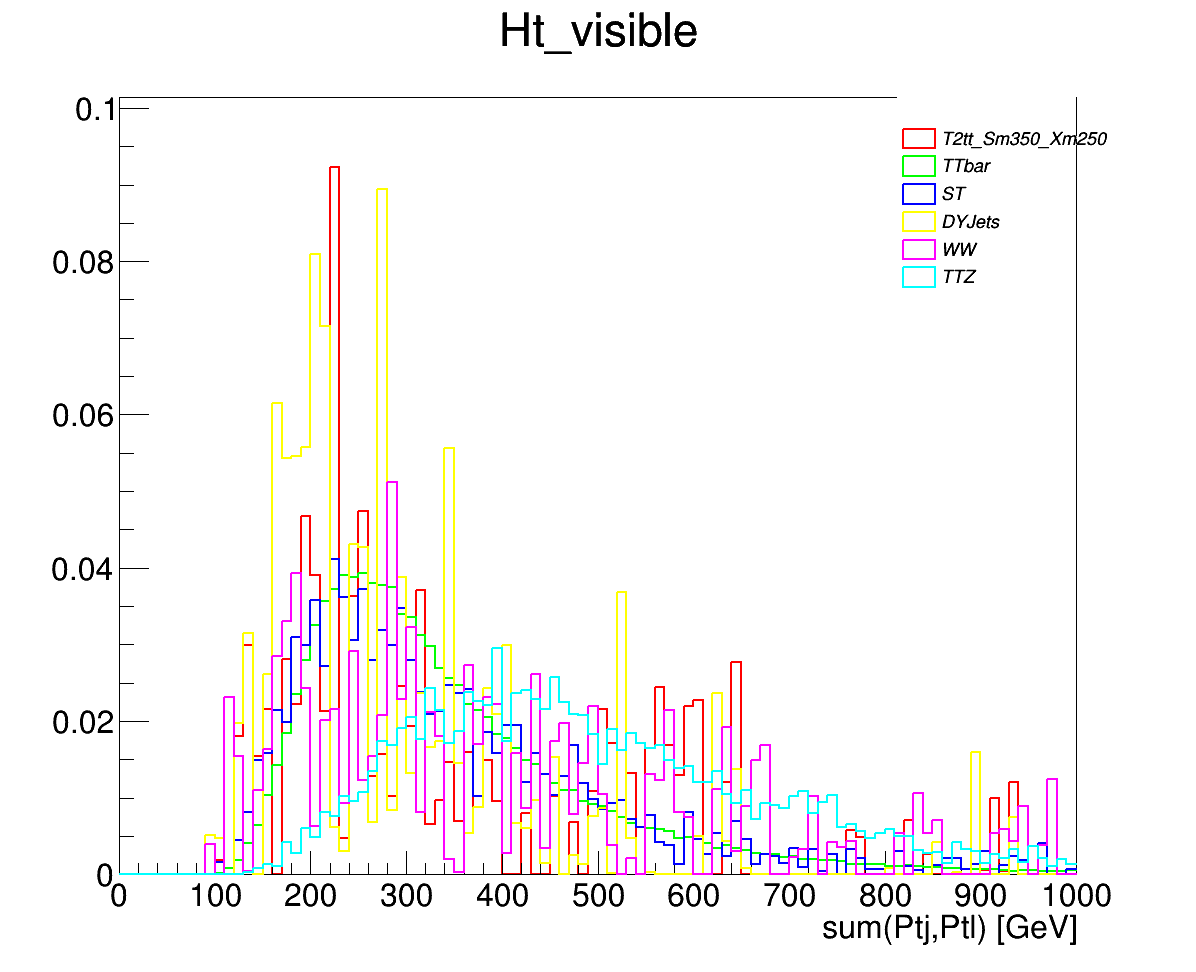 Ht_visible
0.1
0.08
0.06
0.04
0.02
0
T2tt_Sm350_Xm250
TTbar
ST
DYJets
WW
TTZ
0 100 200 300 400 500 600 700 800 900 1000
sum(Ptj,Ptl) [GeV]